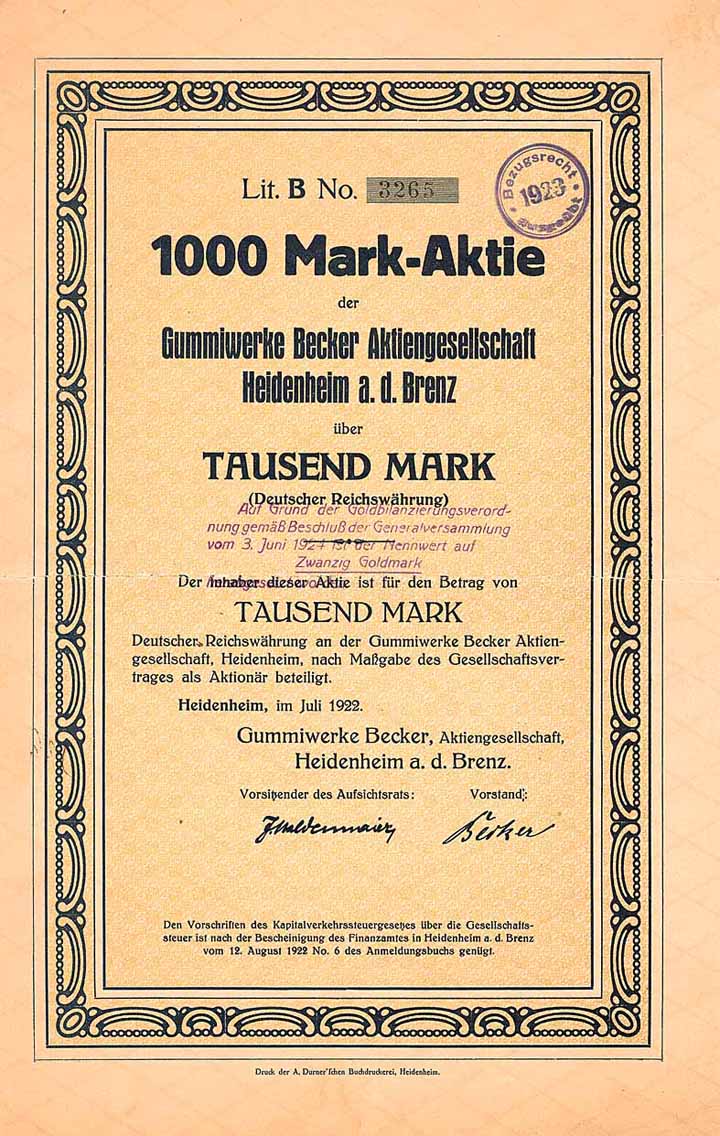 Lit. B No. 3265
Bezugsrecht
1923
ausgeübt
1000 Mark-Aktie
der
Gummiwerke Becker Aktiengesellschaft
Heidenheim a. d. Brenz
über
TAUSEND MARK
(Deutscher Reichswährung)
Auf Grund der Goldbilanzierungsverord-
nung gemäß Beschluß der Generalversammlung
vom 3. Juni 1924 ist der Nennwert auf
Zwanzig Goldmark
Der Inhaber dieser Aktie ist für den Betrag von
TAUSEND MARK
Deutscher Reichswährung an der Gummiwerke Becker Aktien-
gesellschaft, Heidenheim, nach Maßgabe des Gesellschaftsver-
trages als Aktionär beteiligt.
Heidenheim, im Juli 1922.
Gummiwerke Becker, Aktiengesellschaft,
Heidenheim a. d. Brenz.
Vorsitzender des Aufsichtsrats: Vorstand:
Becker
Den Vorschriften des Kapitalverkehrssteuergesetzes über die Gesellschafts-
steuer ist nach der Bescheinigung des Finanzamtes in Heidenheim a. d. Brenz
vom 12. August 1922 No. 6 des Anmeldungsbuchs genügt.
Druck der A. Durner'schen Buchdruckerei, Heidenheim.